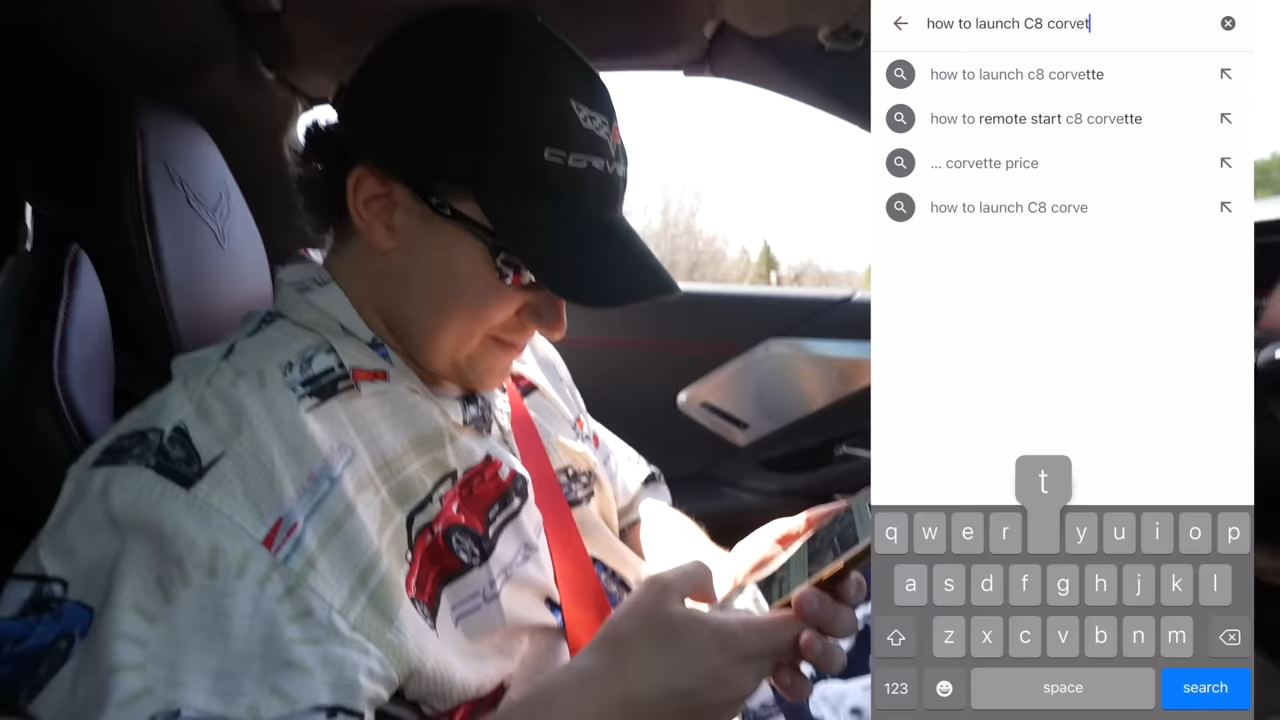 how to launch C8 corvet
how to launch c8 corvette
how to remote start c8 corvette
... corvette price
how to launch C8 corve
t
q w e r y u i o p
a s d f g h j k l
z x c v b n m
123 space search